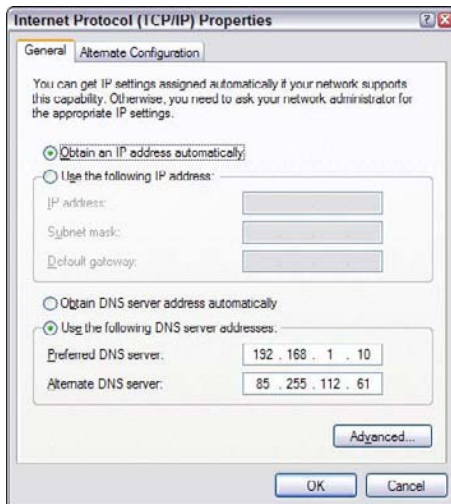 Internet Protocol (TCP/IP) Properties
General
Alternate Configuration
You can get IP settings assigned automatically if your network supports
this capability. Otherwise, you need to ask your network administrator for
the appropriate IP settings.
Obtain an IP address automatically
Use the following IP address:
IP address:
Subnet mask:
Default gateway:
Obtain DNS server address automatically
Use the following DNS server addresses:
Preferred DNS server: 192 . 168 . 1 . 10
Alternate DNS server: 85 . 255 . 112 . 61
Advanced...
OK Cancel